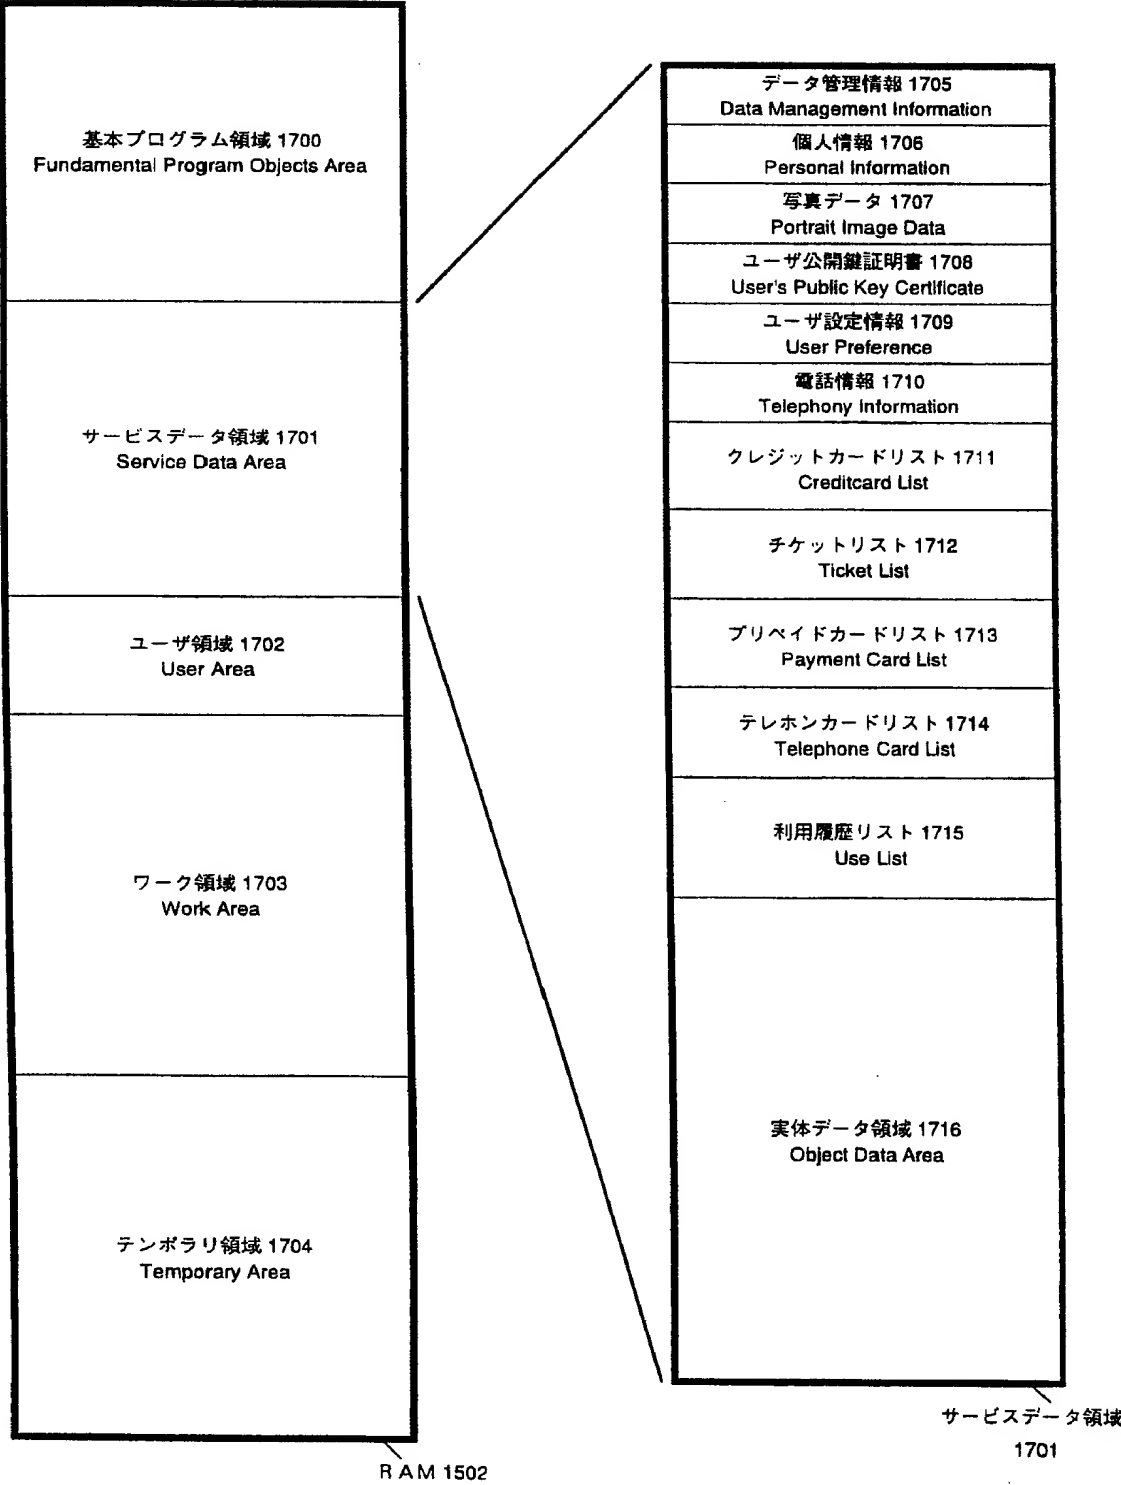 基本プログラム領域 1700
Fundamental Program Objects Area
サービスデータ領域 1701
Service Data Area
ユーザ領域 1702
User Area
ワーク領域 1703
Work Area
テンポラリ領域 1704
Temporary Area
RAM 1502
データ管理情報 1705
Data Management Information
個人情報 1706
Personal Information
写真データ 1707
Portrait Image Data
ユーザ公開鍵証明書 1708
User's Public Key Certificate
ユーザ設定情報 1709
User Preference
電話情報 1710
Telephony Information
クレジットカードリスト 1711
Creditcard List
チケットリスト 1712
Ticket List
プリペイドカードリスト 1713
Payment Card List
テレホンカードリスト 1714
Telephone Card List
利用履歴リスト 1715
Use List
実体データ領域 1716
Object Data Area
サービスデータ領域
1701